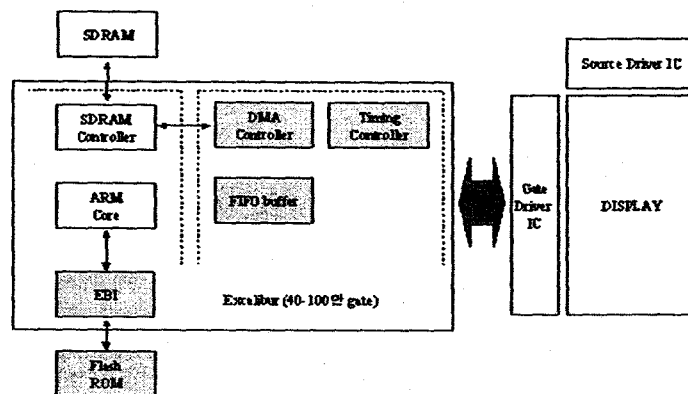 SDRAM
Source Driver IC
SDRAM
Controller
DMA
Controller
Timing
Controller
ARM
Core
FIFO buffer
Gate
Driver
IC
DISPLAY
EBI
Excalibur (40-100만 gate)
Flash
ROM